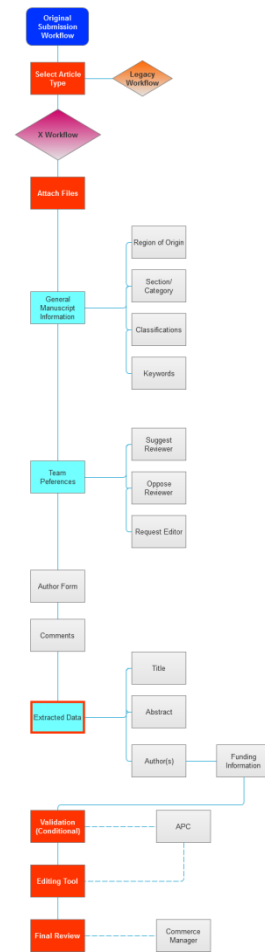 Original
Submission
Workflow
Select Article
Type
Legacy
Workflow
X Workflow
Attach Files
Region of Origin
Section/
Category
General
Manuscript
Information
Classifications
Keywords
Suggest
Reviewer
Team
Peferences
Oppose
Reviewer
Request Editor
Author Form
Comments
Title
Extracted Data
Abstract
Author(s)
Funding
Information
Validation
(Conditional)
APC
Editing Tool
Final Review
Commerce
Manager